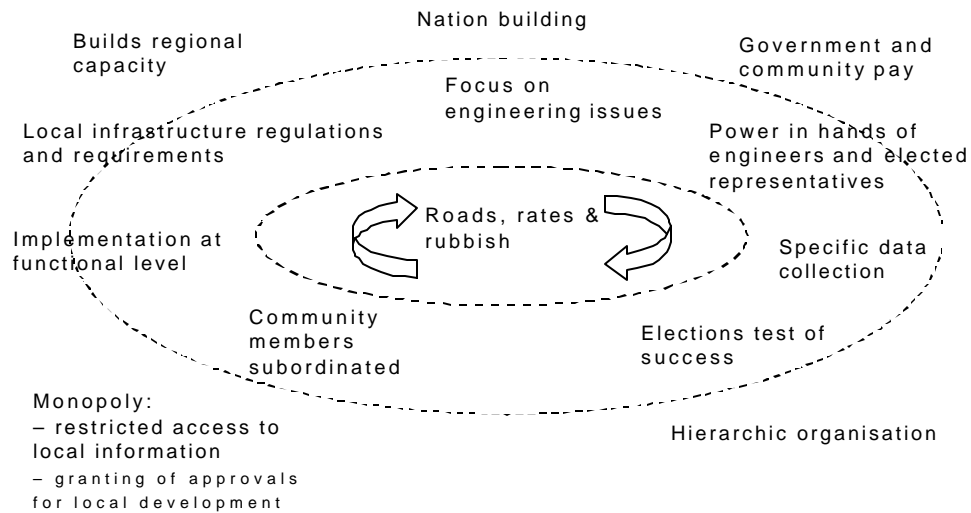 Nation building
Builds regional
capacity
Government and
community pay
Focus on
engineering issues
Local infrastructure regulations
and requirements
Power in hands of
engineers and elected
representatives
Roads, rates &
rubbish
Implementation at
functional level
Specific data
collection
Community
members
subordinated
Elections test of
success
Monopoly:
– restricted access to
local information
– granting of approvals
for local development
Hierarchic organisation